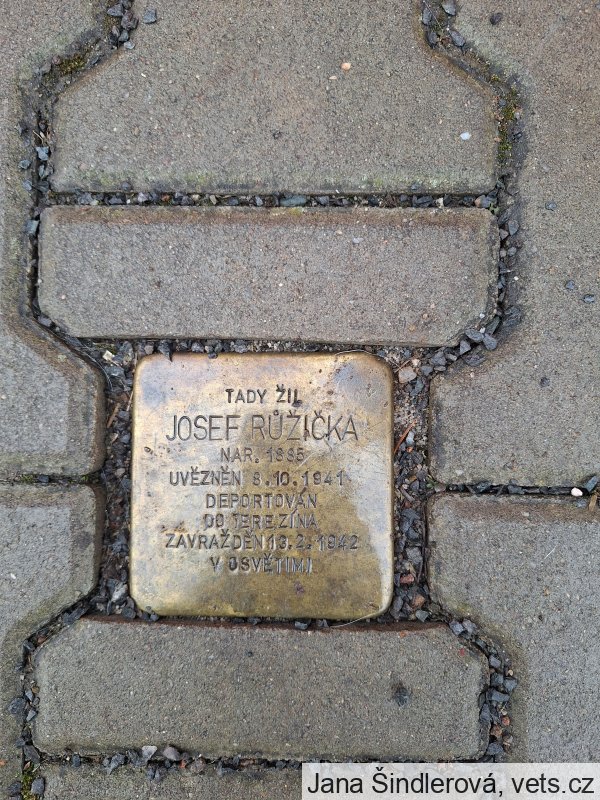 TADY ŽIL
JOSEF RŮŽIČKA
NAR. 1885
UVĚZNĚN 8.10.1941
DEPORTOVÁN
DO TEREZÍNA
ZAVRAŽDĚN 13.2.1942
V OSVĚTIMI
Jana Šindlerová, vets.cz